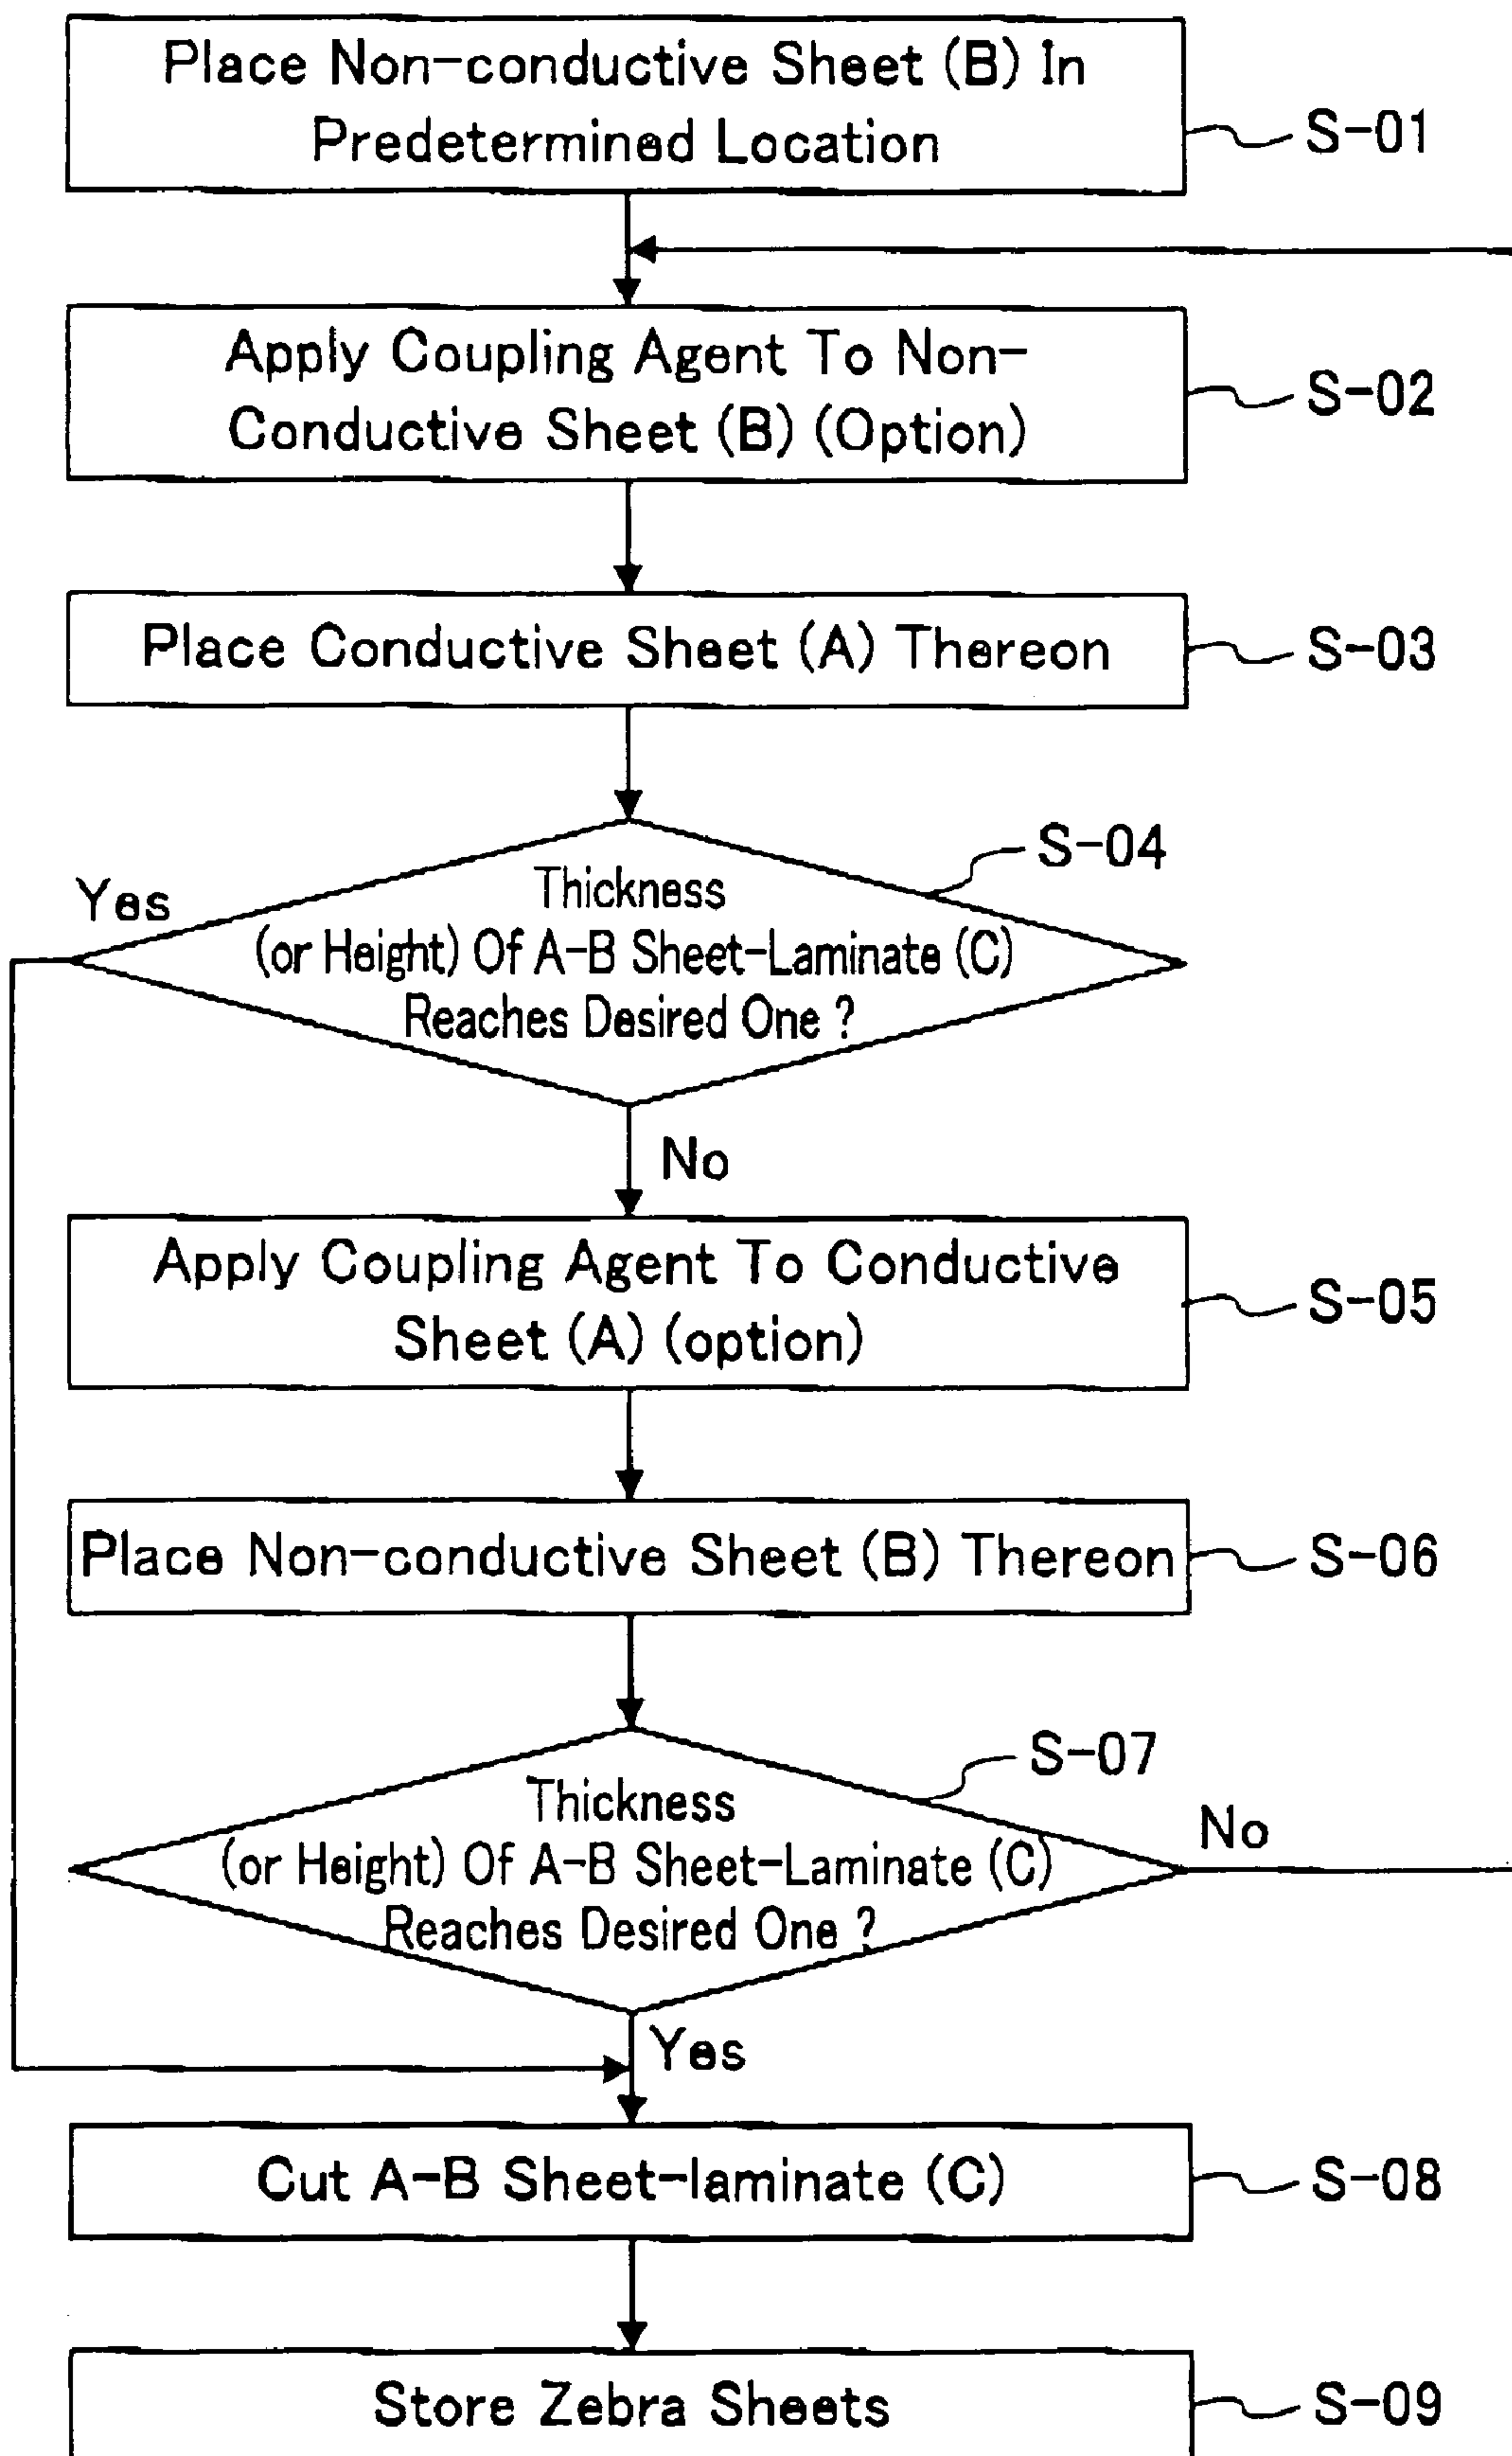 Place Non-conductive Sheet (B) In
Predetermined Location
S-01
Apply Coupling Agent To Non-
Conductive Sheet (B) (Option)
S-02
Place Conductive Sheet (A) Thereon
S-03
S-04
Yes
Thickness
(or Height) Of A-B Sheet-Laminate (C)
Reaches Desired One ?
No
Apply Coupling Agent To Conductive
Sheet (A) (option)
S-05
Place Non-conductive Sheet (B) Thereon
S-06
S-07
Thickness
(or Height) Of A-B Sheet-Laminate (C)
Reaches Desired One ?
No
Yes
Cut A-B Sheet-laminate (C)
S-08
Store Zebra Sheets
S-09